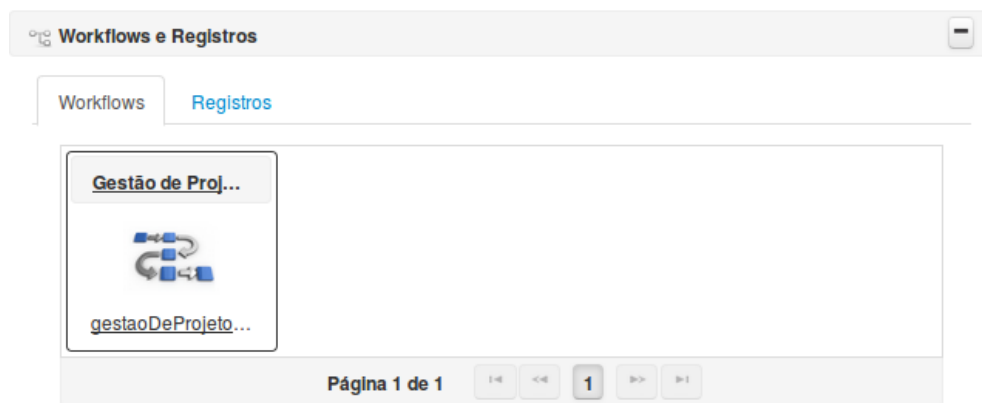 Workflows e Registros
Workflows Registros
Gestão de Proj...
gestaoDeProjeto...
Página 1 de 1 1